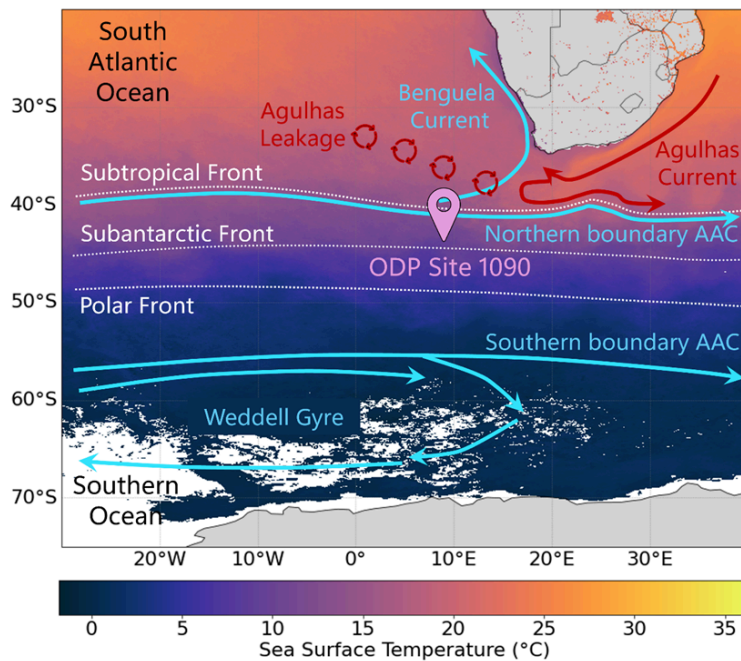 South
Atlantic
Ocean
30°S
Benguela
Current
Agulhas
Leakage
Agulhas
Current
Subtropical Front
40°S
Subantarctic Front
Northern boundary AAC
ODP Site 1090
50°S
Polar Front
Southern boundary AAC
60°S
Weddell Gyre
70°S
Southern
Ocean
20°W
10°W
0°
10°E
20°E
30°E
0
5
10
15
20
25
30
35
Sea Surface Temperature (°C)